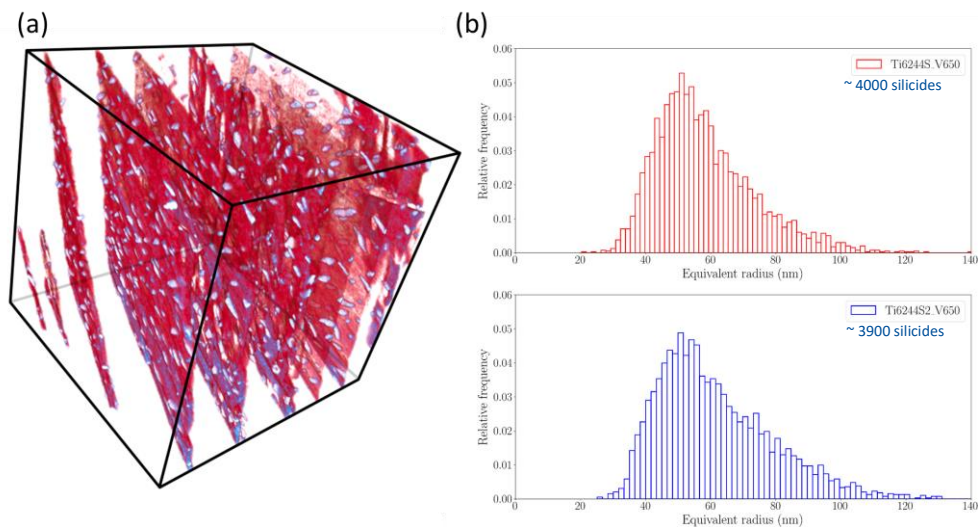 (a)
(b)
0.06
0.05
0.04
0.03
0.02
0.01
0.00
Relative frequency
Ti6244S_V650
~ 4000 silicides
0 20 40 60 80 100 120 140
Equivalent radius (nm)
0.06
0.05
0.04
0.03
0.02
0.01
0.00
Relative frequency
Ti6244S2_V650
~ 3900 silicides
0 20 40 60 80 100 120 140
Equivalent radius (nm)